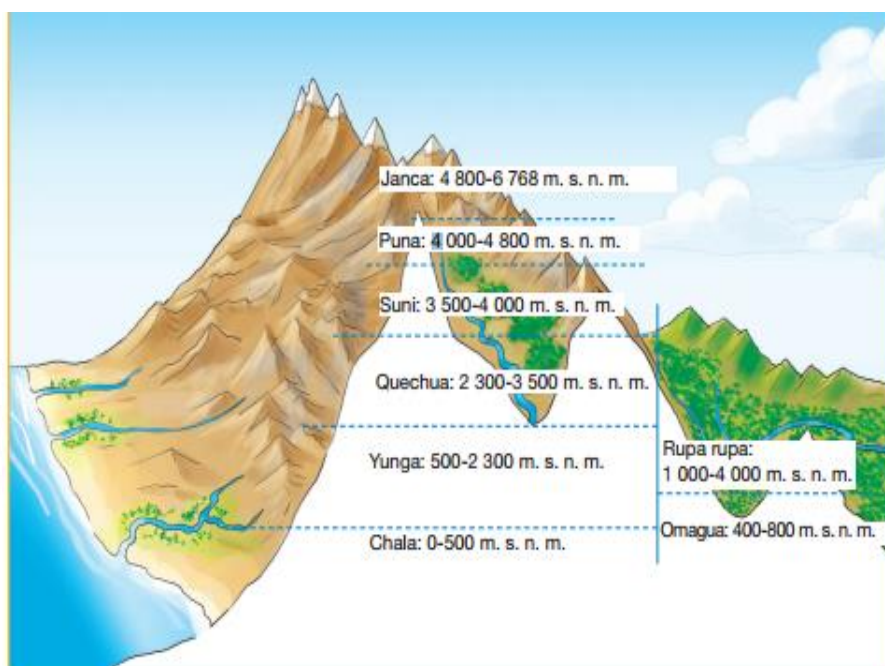 Janca: 4 800-6 768 m. s. n. m.
Puna: 4 000-4 800 m. s. n. m.
Suni: 3 500-4 000 m. s. n. m.
Quechua: 2 300-3 500 m. s. n. m.
Yunga: 500-2 300 m. s. n. m.
Chala: 0-500 m. s. n. m.
Rupa rupa:
1 000-4 000 m. s. n. m.
Omagua: 400-800 m. s. n. m.